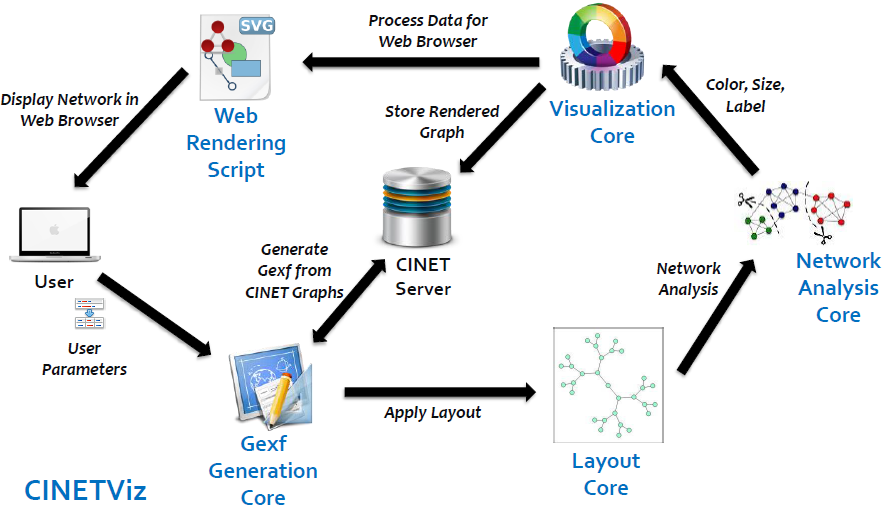 SVG
Process Data for
Web Browser
Color, Size,
Label
Display Network in
Web Browser
Web
Rendering
Script
Store Rendered
Graph
Visualization
Core
User
Generate
Gexf from
CINET Graphs
CINET
Server
Network
Analysis
Network
Analysis
Core
User
Parameters
Apply Layout
Gexf
Generation
Core
Layout
Core
CINETViz